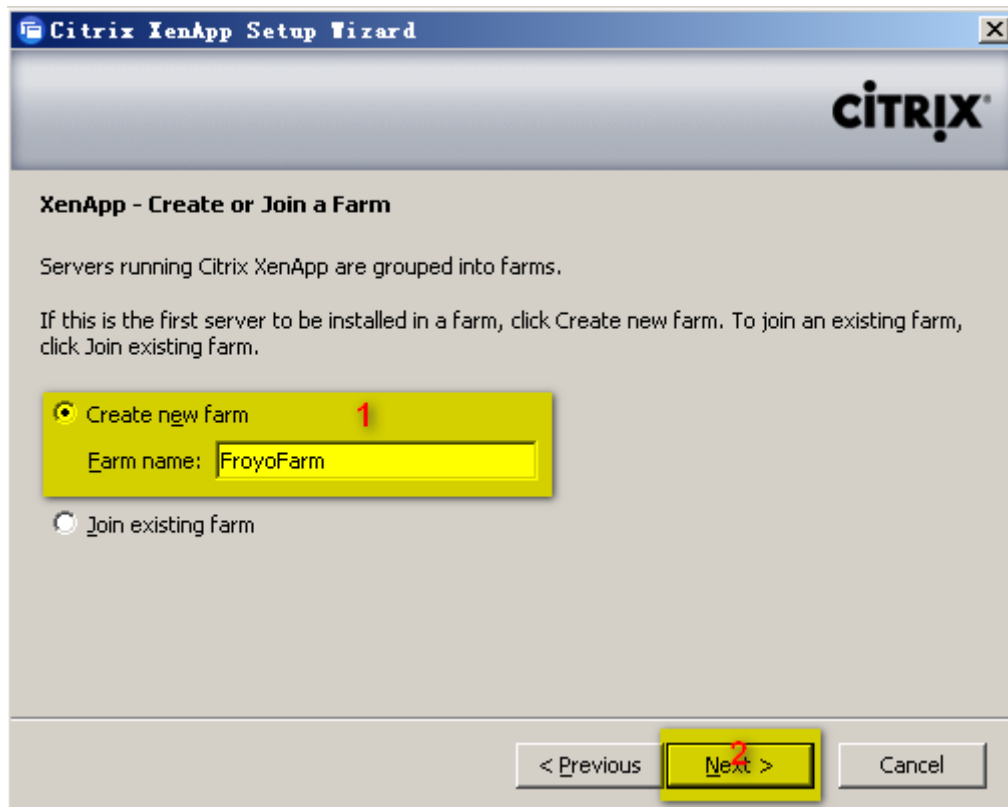 Citrix XenApp Setup Wizard
CİTRIX
XenApp - Create or Join a Farm
Servers running Citrix XenApp are grouped into farms.
If this is the first server to be installed in a farm, click Create new farm. To join an existing farm,
click Join existing farm.
Create new farm 1
Farm name: FroyoFarm
Join existing farm
< Previous
Next > 2
Cancel